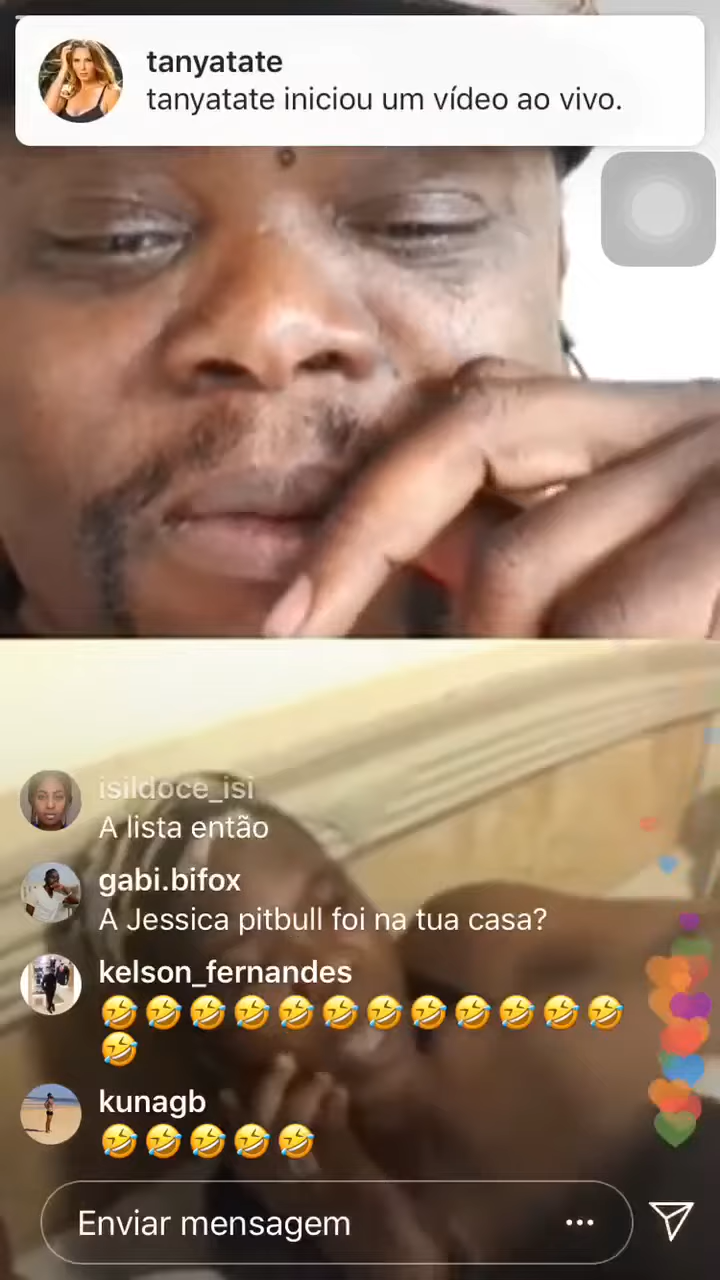 tanyatate
tanyatate iniciou um vídeo ao vivo.
isildoce_isi
A lista então
gabi.bifox
A Jessica pitbull foi na tua casa?
kelson_fernandes
🤣🤣🤣🤣🤣🤣🤣🤣🤣🤣🤣🤣
🤣
kunagb
🤣🤣🤣🤣🤣
Enviar mensagem